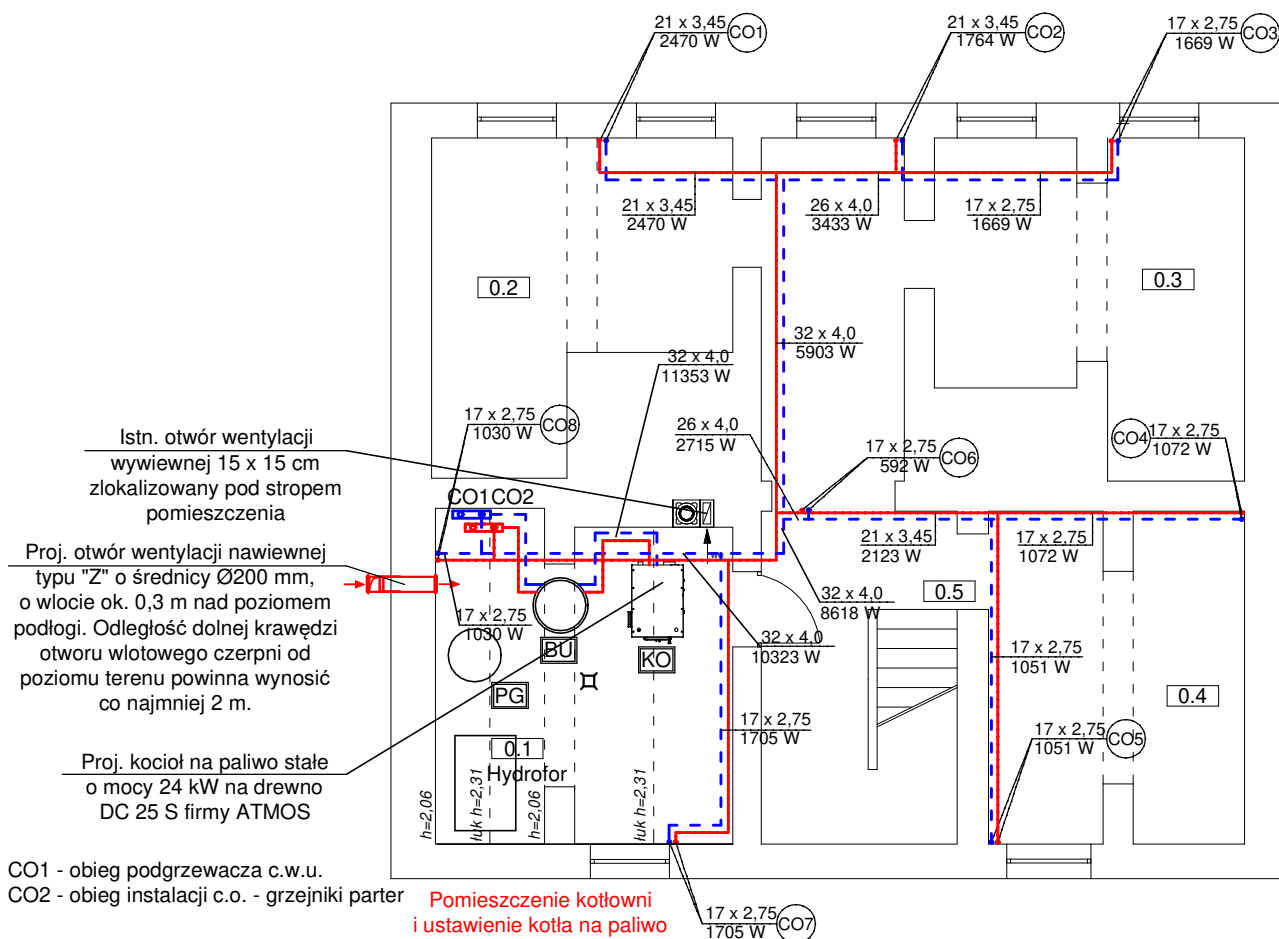 21 x 3,45
2470 W
CO1
21 x 3,45
1764 W
CO2
17 x 2,75
1669 W
CO3
21 x 3,45
2470 W
26 x 4,0
3433 W
17 x 2,75
1669 W
0.2
0.3
32 x 4,0
5903 W
32 x 4,0
11353 W
17 x 2,75
1030 W
CO8
26 x 4,0
2715 W
17 x 2,75
592 W
CO6
CO4
17 x 2,75
1072 W
Istn. otwór wentylacji
wywiewnej 15 x 15 cm
zlokalizowany pod stropem
pomieszczenia
CO1 CO2
Proj. otwór wentylacji nawiewnej
typu "Z" o średnicy Ø200 mm,
o wlocie ok. 0,3 m nad poziomem
podłogi. Odległość dolnej krawędzi
otworu wlotowego czerpni od
poziomu terenu powinna wynosić
co najmniej 2 m.
21 x 3,45
2123 W
17 x 2,75
1072 W
0.5
32 x 4,0
8618 W
17 x 2,75
1030 W
32 x 4,0
10323 W
BU
KO
PG
17 x 2,75
1051 W
0.4
17 x 2,75
1705 W
17 x 2,75
1051 W
CO5
0.1
Hydrofor
Proj. kocioł na paliwo stałe
o mocy 24 kW na drewno
DC 25 S firmy ATMOS
h=2,06
łuk h=2,31
h=2,06
łuk h=2,31
CO1 - obieg podgrzewacza c.w.u.
CO2 - obieg instalacji c.o. - grzejniki parter
Pomieszczenie kotłowni
i ustawienie kotła na paliwo
17 x 2,75
1705 W
CO7